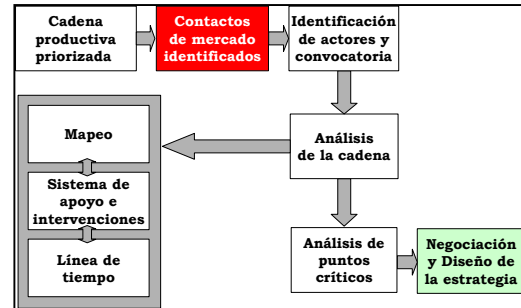 Cadena
productiva
priorizada
Contactos
de mercado
identificados
Identificación
de actores y
convocatoria
Mapeo
Sistema de
apoyo e
intervenciones
Línea de
tiempo
Análisis
de la cadena
Análisis de
puntos
críticos
Negociación
y Diseño de
la estrategia